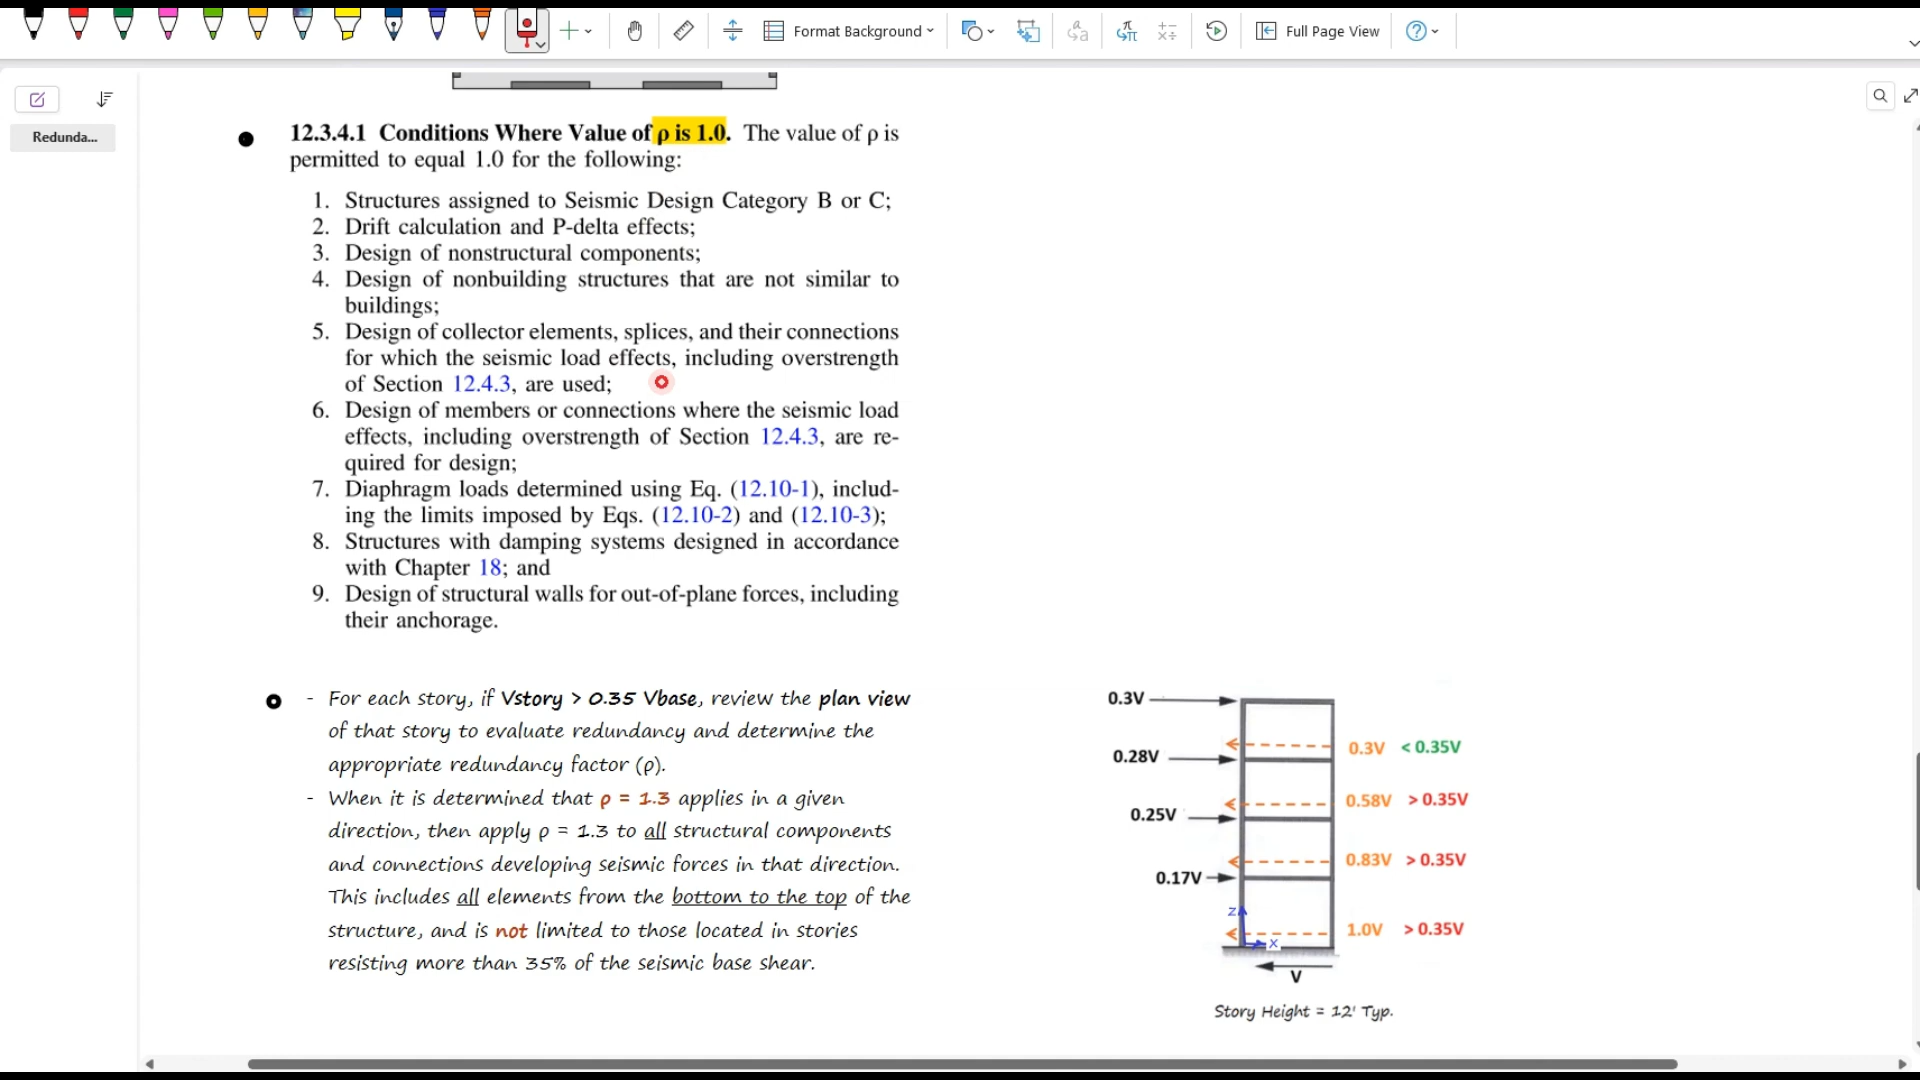 Format Background
Full Page View
Redunda...
12.3.4.1 Conditions Where Value of ρ is 1.0. The value of ρ is
permitted to equal 1.0 for the following:
1. Structures assigned to Seismic Design Category B or C;
2. Drift calculation and P-delta effects;
3. Design of nonstructural components;
4. Design of nonbuilding structures that are not similar to
buildings;
5. Design of collector elements, splices, and their connections
for which the seismic load effects, including overstrength
of Section 12.4.3, are used;
6. Design of members or connections where the seismic load
effects, including overstrength of Section 12.4.3, are re-
quired for design;
7. Diaphragm loads determined using Eq. (12.10-1), includ-
ing the limits imposed by Eqs. (12.10-2) and (12.10-3);
8. Structures with damping systems designed in accordance
with Chapter 18; and
9. Design of structural walls for out-of-plane forces, including
their anchorage.
- For each story, if Vstory > 0.35 Vbase, review the plan view
of that story to evaluate redundancy and determine the
appropriate redundancy factor (ρ).
- When it is determined that ρ = 1.3 applies in a given
direction, then apply ρ = 1.3 to all structural components
and connections developing seismic forces in that direction.
This includes all elements from the bottom to the top of the
structure, and is not limited to those located in stories
resisting more than 35% of the seismic base shear.
0.3V
0.3V < 0.35V
0.28V
0.58V > 0.35V
0.25V
0.83V > 0.35V
0.17V
Z
1.0V > 0.35V
X
V
Story Height = 12' Typ.